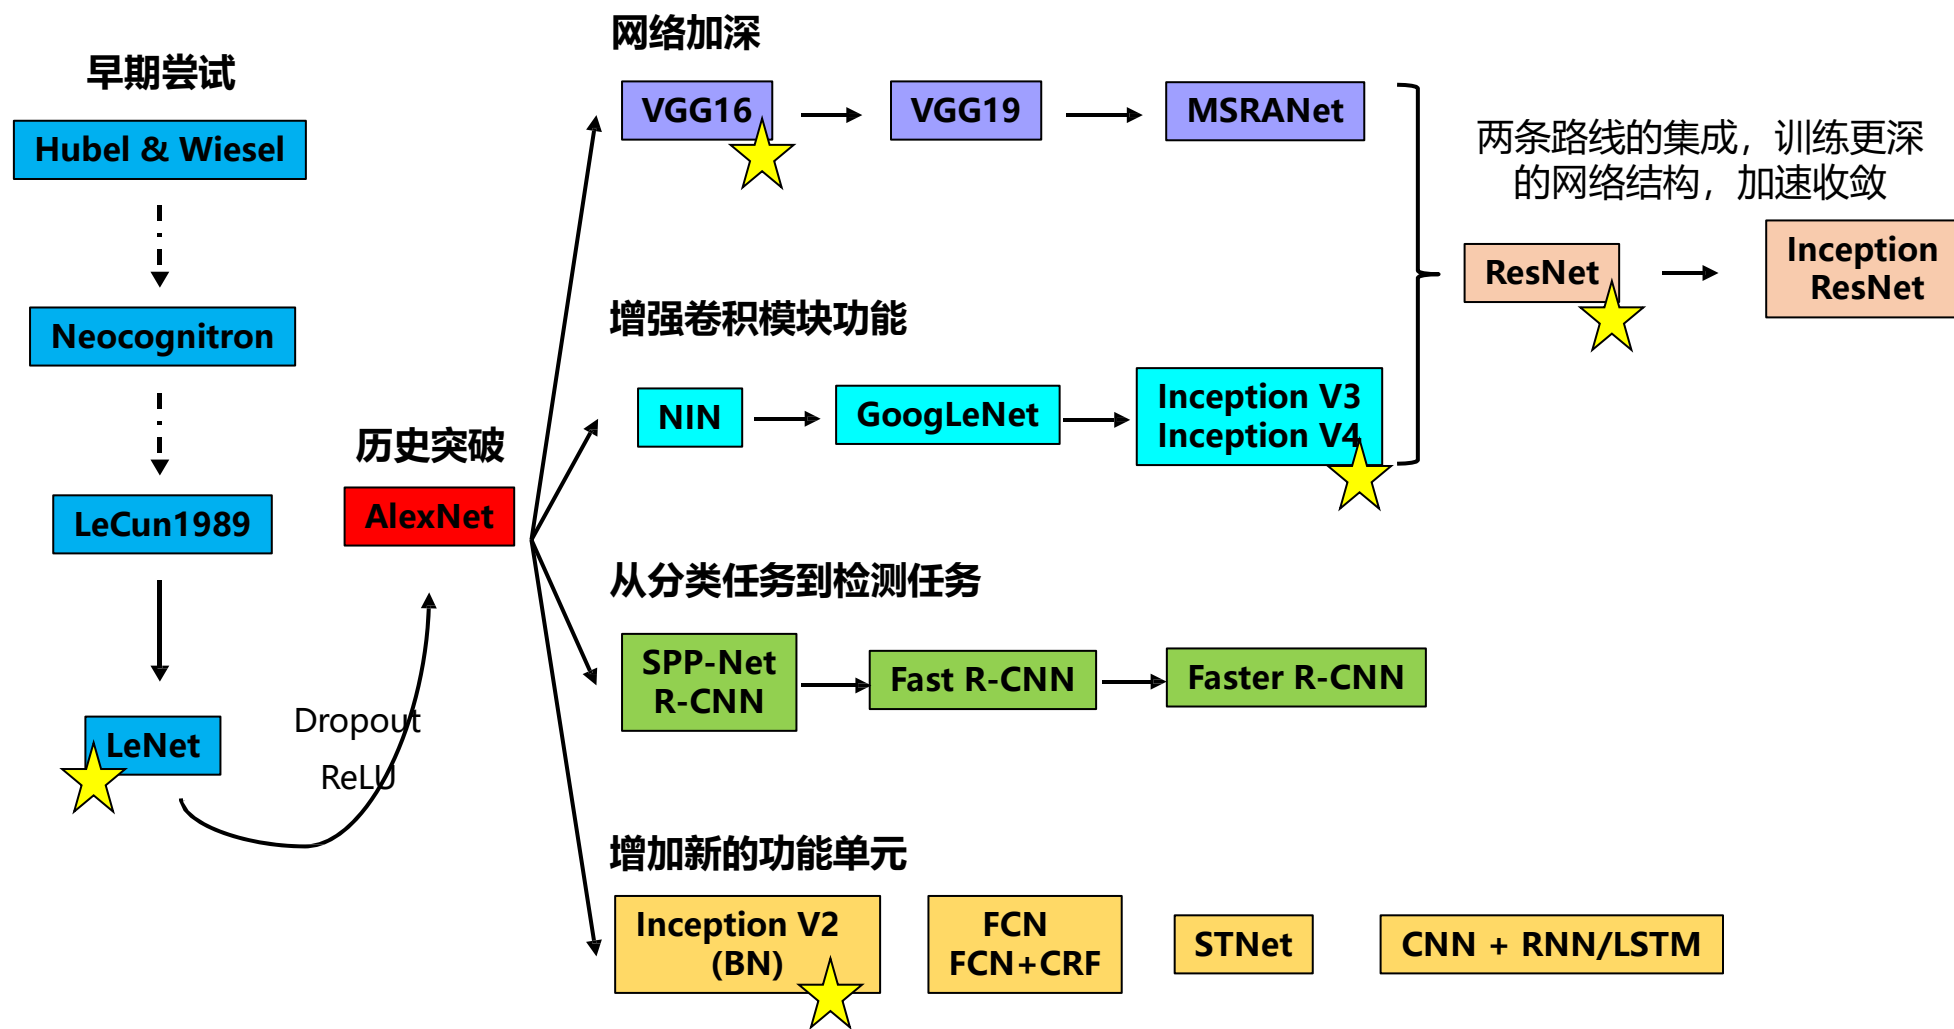 早期尝试
Hubel & Wiesel
Neocognitron
LeCun1989
LeNet
Dropout
ReLU
历史突破
AlexNet
网络加深
VGG16
VGG19
MSRANet
增强卷积模块功能
NIN
GoogLeNet
Inception V3
Inception V4
两条路线的集成，训练更深
的网络结构，加速收敛
ResNet
Inception
ResNet
从分类任务到检测任务
SPP-Net
R-CNN
Fast R-CNN
Faster R-CNN
增加新的功能单元
Inception V2
(BN)
FCN
FCN+CRF
STNet
CNN + RNN/LSTM